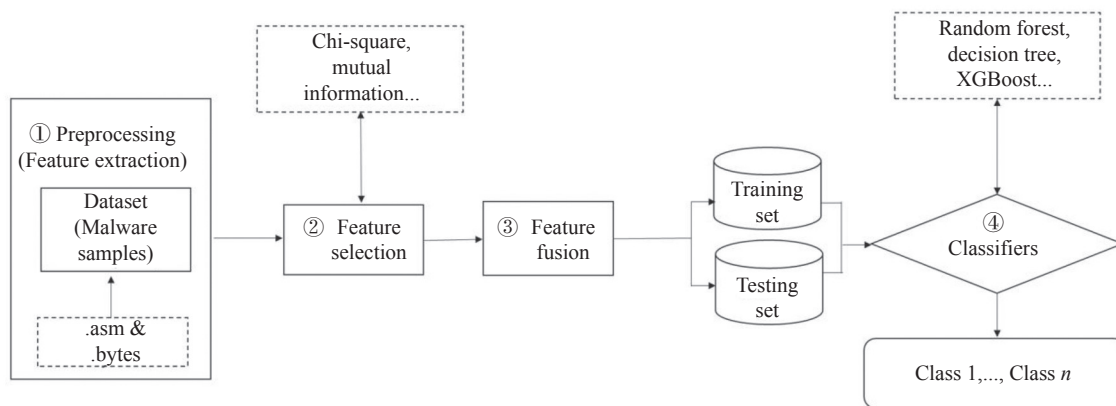 ① Preprocessing
(Feature extraction)
Dataset
(Malware
samples)
.asm &
.bytes
Chi-square,
mutual
information...
② Feature
selection
③ Feature
fusion
Training
set
Testing
set
Random forest,
decision tree,
XGBoost...
④
Classifiers
Class 1,..., Class n